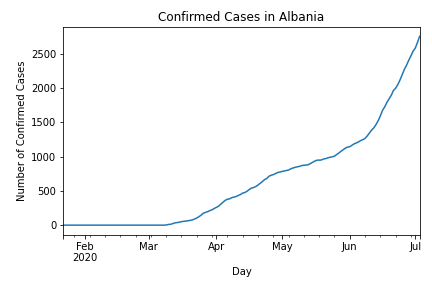 Confirmed Cases in Albania
Number of Confirmed Cases
2500
2000
1500
1000
500
0
Feb
2020
Mar
Apr
May
Jun
Jul
Day